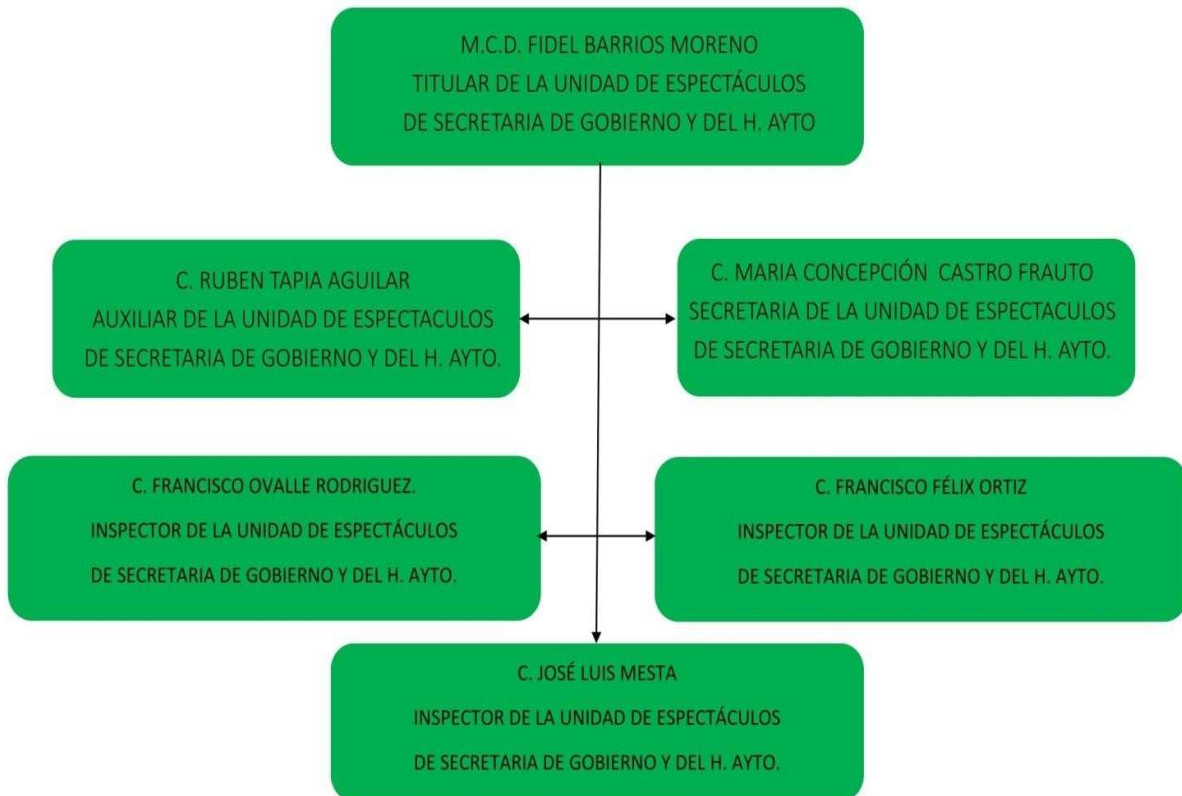 M.C.D. FIDEL BARRIOS MORENO
TITULAR DE LA UNIDAD DE ESPECTÁCULOS
DE SECRETARIA DE GOBIERNO Y DEL H. AYTO
C. RUBEN TAPIA AGUILAR
AUXILIAR DE LA UNIDAD DE ESPECTACULOS
DE SECRETARIA DE GOBIERNO Y DEL H. AYTO.
C. MARIA CONCEPCIÓN CASTRO FRAUTO
SECRETARIA DE LA UNIDAD DE ESPECTACULOS
DE SECRETARIA DE GOBIERNO Y DEL H. AYTO.
C. FRANCISCO OVALLE RODRIGUEZ.
INSPECTOR DE LA UNIDAD DE ESPECTÁCULOS
DE SECRETARIA DE GOBIERNO Y DEL H. AYTO.
C. FRANCISCO FÉLIX ORTIZ
INSPECTOR DE LA UNIDAD DE ESPECTÁCULOS
DE SECRETARIA DE GOBIERNO Y DEL H. AYTO.
C. JOSÉ LUIS MESTA
INSPECTOR DE LA UNIDAD DE ESPECTÁCULOS
DE SECRETARIA DE GOBIERNO Y DEL H. AYTO.